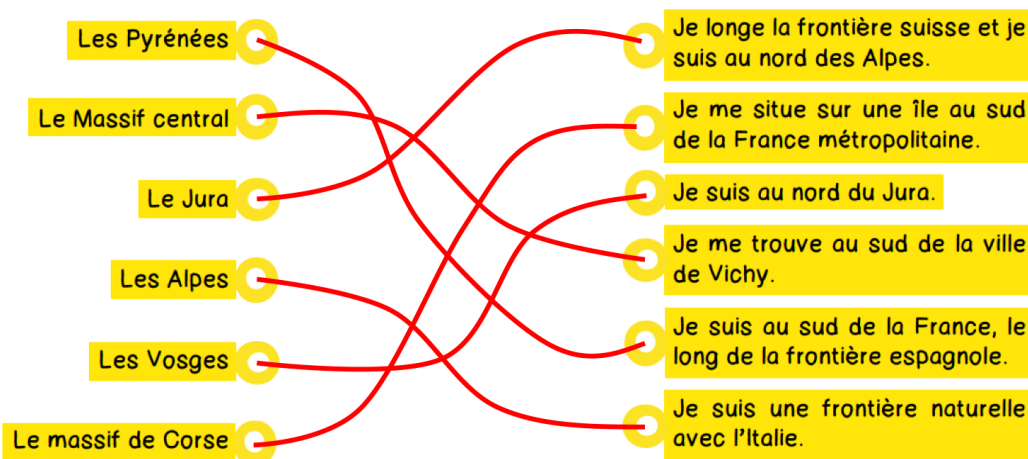 Les Pyrénées
Le Massif central
Le Jura
Les Alpes
Les Vosges
Le massif de Corse
Je longe la frontière suisse et je
suis au nord des Alpes.
Je me situe sur une île au sud
de la France métropolitaine.
Je suis au nord du Jura.
Je me trouve au sud de la ville
de Vichy.
Je suis au sud de la France, le
long de la frontière espagnole.
Je suis une frontière naturelle
avec l'Italie.